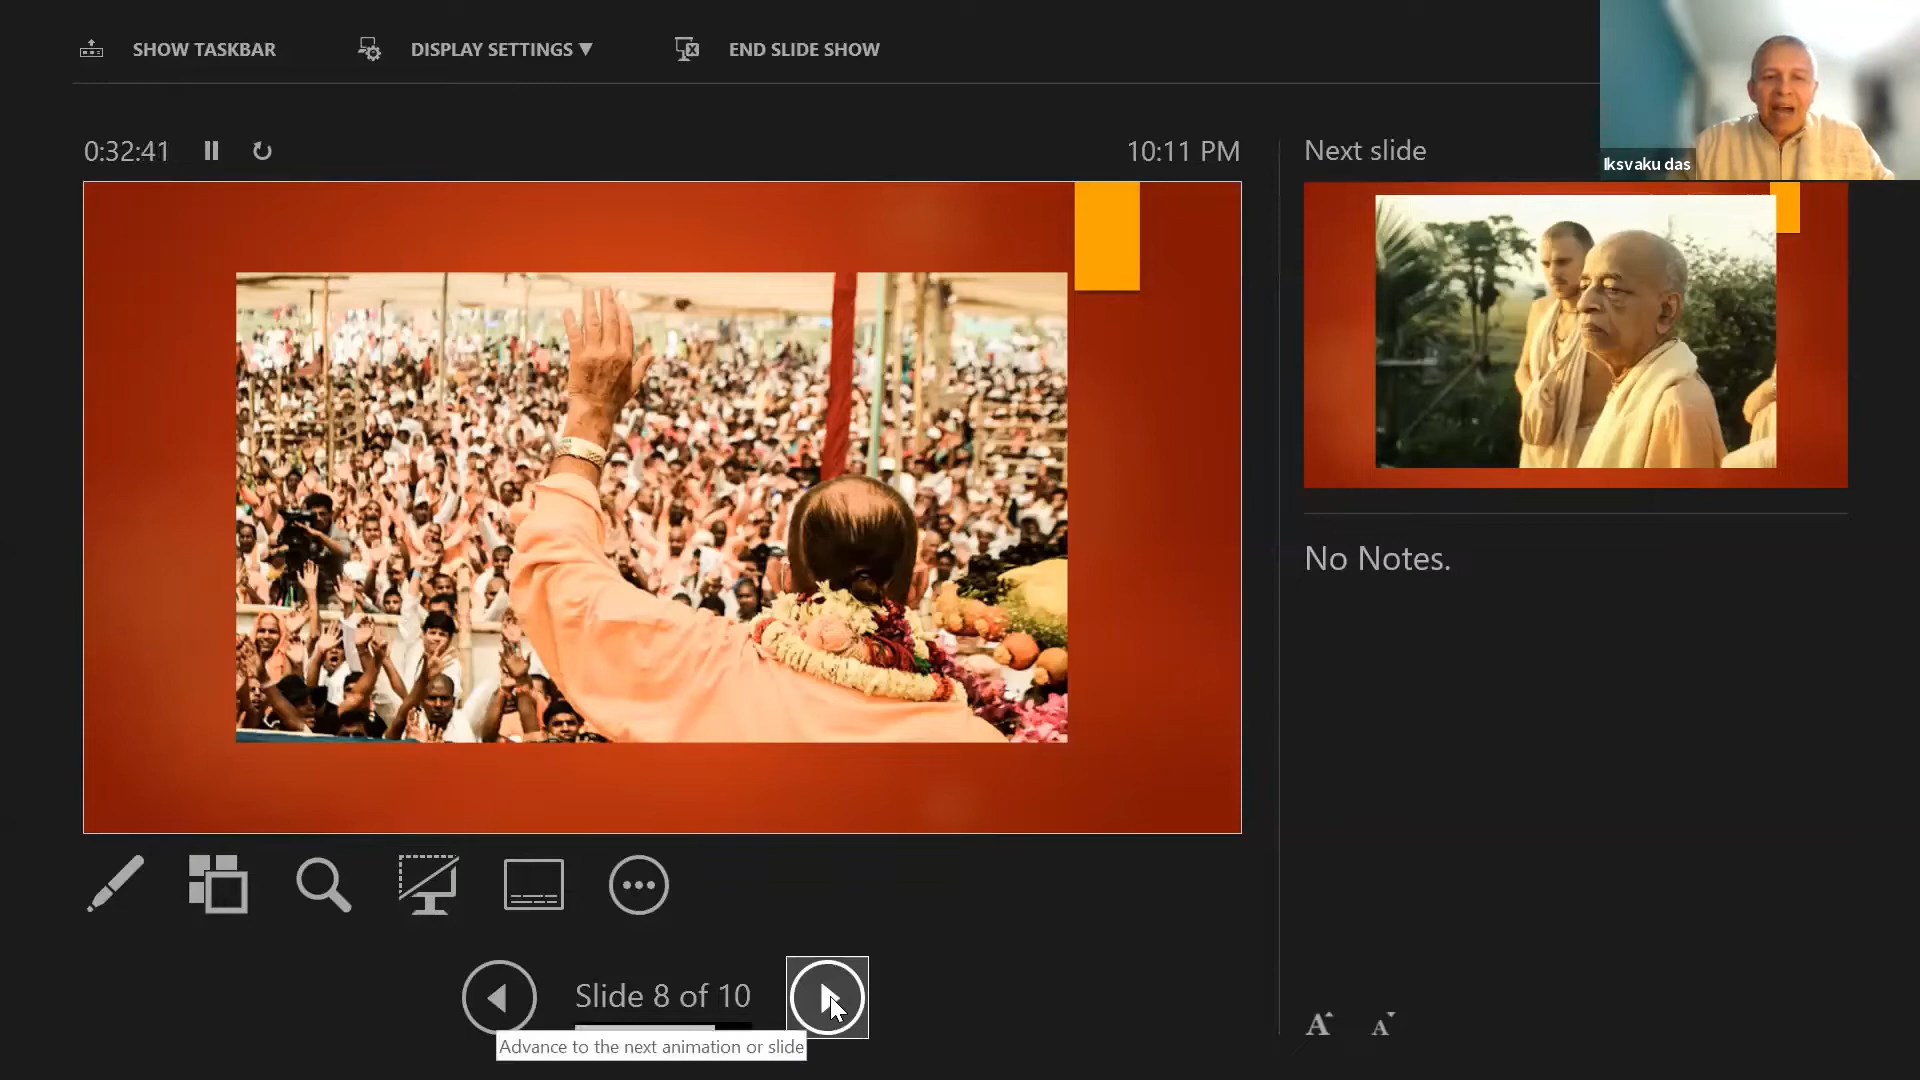 SHOW TASKBAR
DISPLAY SETTINGS ▼
END SLIDE SHOW
0:32:41
10:11 PM
Next slide
Iksvaku das
No Notes.
Slide 8 of 10
Advance to the next animation or slide
A A